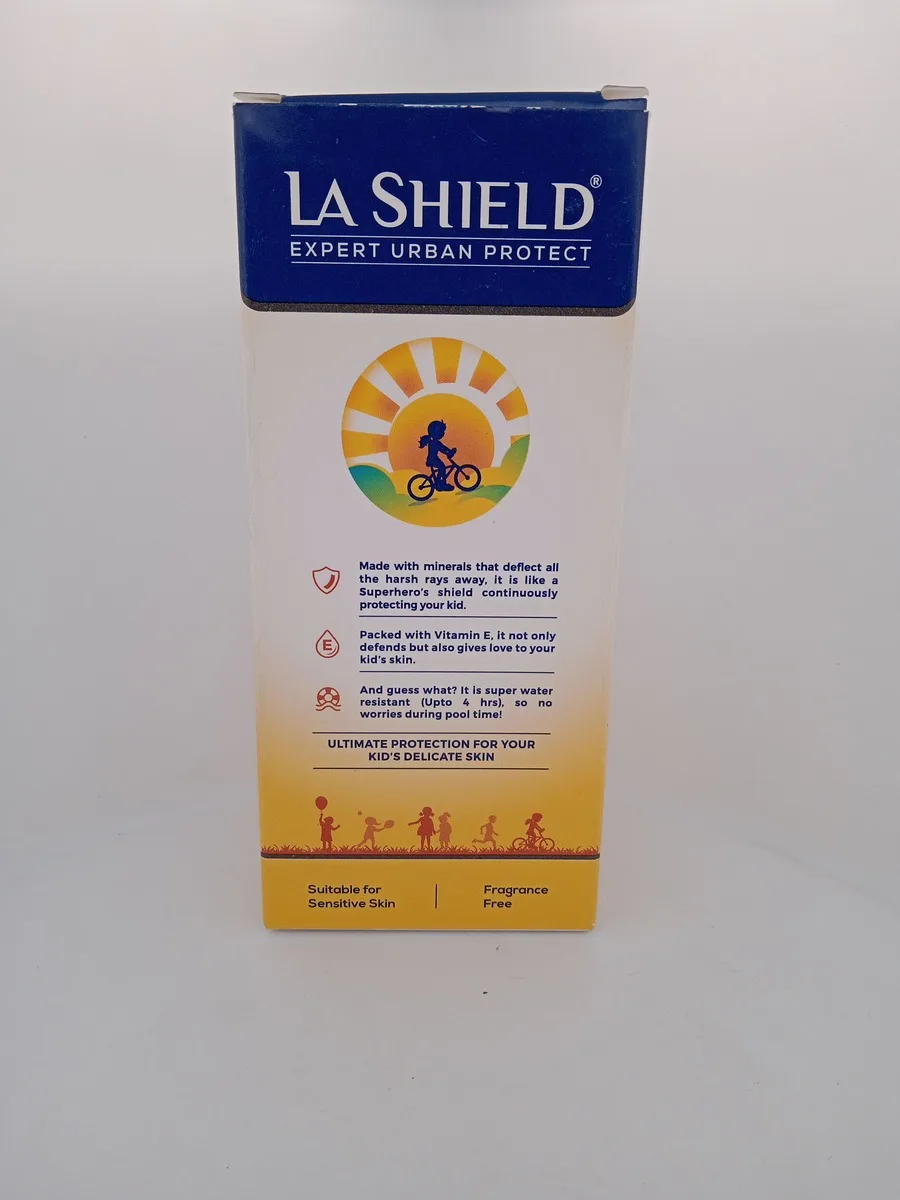 LA SHIELD®
EXPERT URBAN PROTECT
Made with minerals that deflect all
the harsh rays away, it is like a
Superhero's shield continuously
protecting your kid.
E
Packed with Vitamin E, it not only
defends but also gives love to your
kid's skin.
And guess what? It is super water
resistant (Upto 4 hrs), so no
worries during pool time!
ULTIMATE PROTECTION FOR YOUR
KID'S DELICATE SKIN
Suitable for
Sensitive Skin
Fragrance
Free